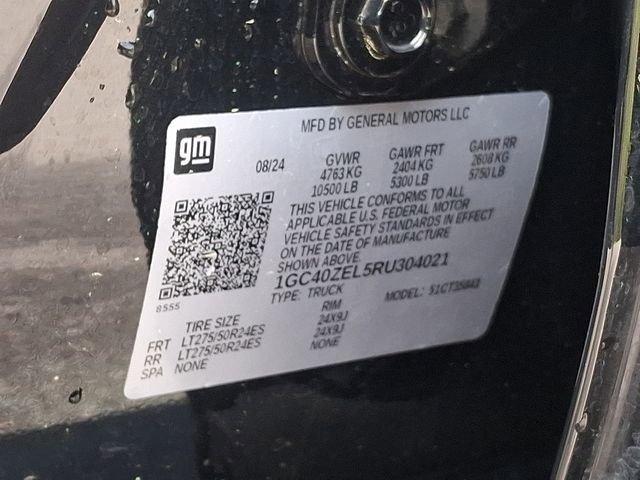 gm
MFD BY GENERAL MOTORS LLC
08/24 GVWR GAWR FRT GAWR RR
4763 KG 2404 KG 2608 KG
10500 LB 5300 LB 5750 LB
THIS VEHICLE CONFORMS TO ALL
APPLICABLE U.S. FEDERAL MOTOR
VEHICLE SAFETY STANDARDS IN EFFECT
ON THE DATE OF MANUFACTURE
SHOWN ABOVE.
1GC40ZEL5RU304021
8555
TYPE: TRUCK MODEL:
TIRE SIZE RIM
FRT LT275/50R24ES 24X9J
RR LT275/50R24ES 24X9J
SPA NONE NONE